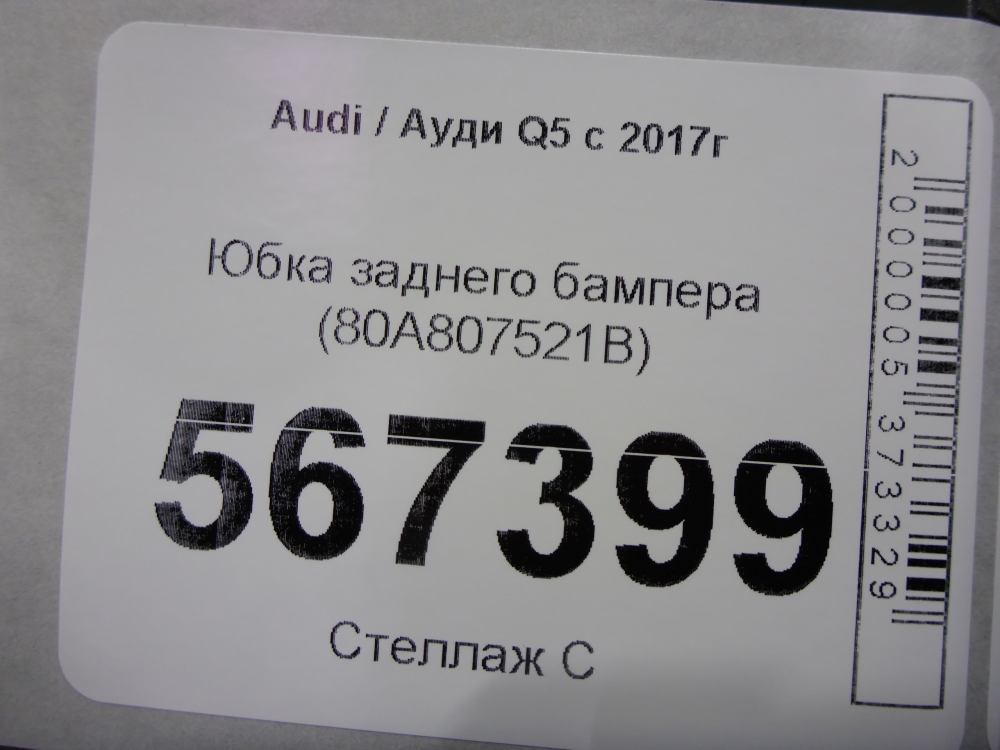 Audi / Ауди Q5 с 2017г
Юбка заднего бампера
(80A807521B)
567399
Стеллаж С
2000005373329